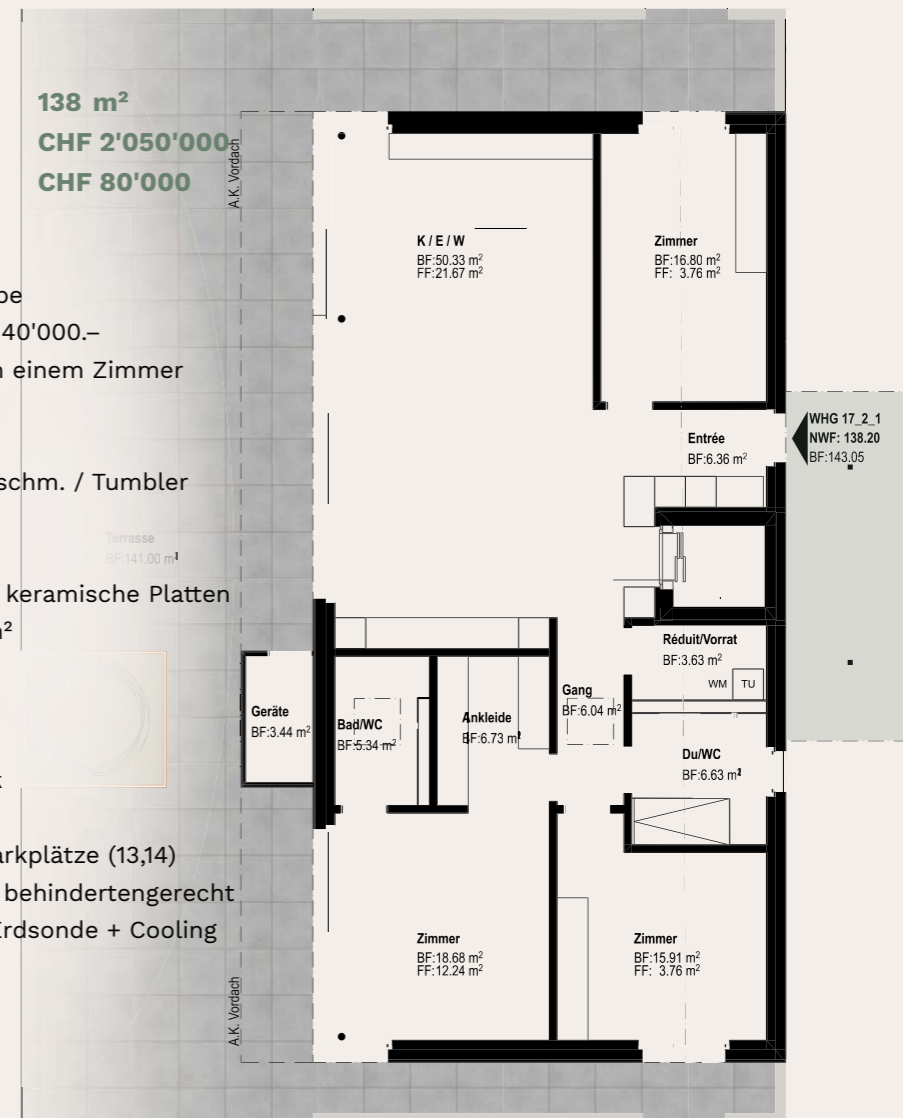 138 m²
CHF 2'050'000
CHF 80'000
A.K. Vordach
K / E / W
BF:50.33 m²
FF:21.67 m²
Zimmer
BF:16.80 m²
FF: 3.76 m²
40'000.–
einem Zimmer
WHG 17_2_1
NWF: 138.20
BF:143.05
Entrée
BF:6.36 m²
/ Tumbler
Terrasse
BF:141.00 m²
keramische Platten
Réduit/Vorrat
BF:3.63 m²
WM
TU
Geräte
BF:3.44 m²
Bad/WC
BF:5.34 m²
Ankleide
BF:6.73 m²
Gang
BF:6.04 m²
Du/WC
BF:6.63 m²
arkplätze (13,14)
behindertengerecht
Erdsonde + Cooling
Zimmer
BF:18.68 m²
FF:12.24 m²
Zimmer
BF:15.91 m²
FF: 3.76 m²
A.K. Vordach